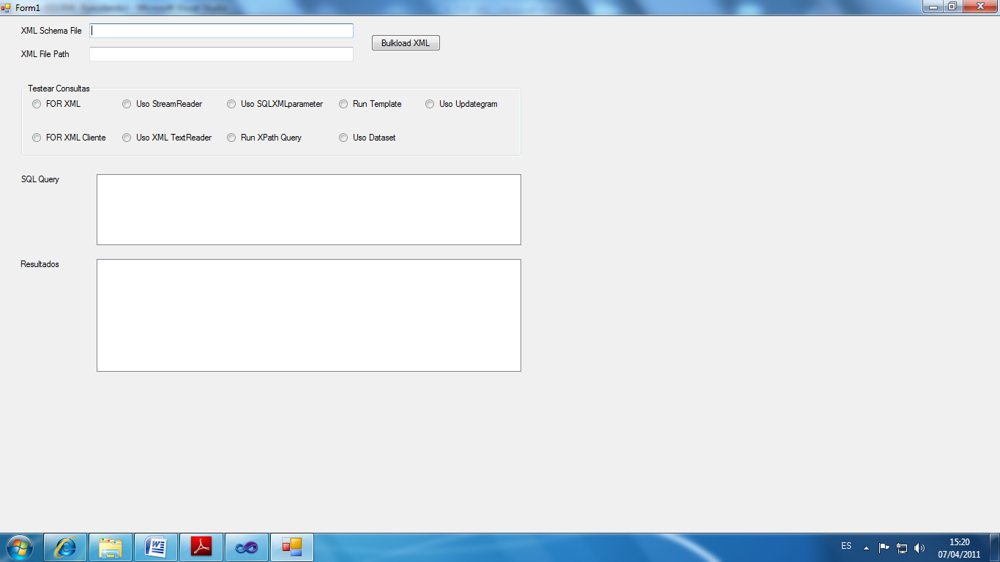 Form1
XML Schema File
Bulkload XML
XML File Path
Testear Consultas
FOR XML
Uso StreamReader
Uso SQLXMLparameter
Run Template
Uso Updategram
FOR XML Cliente
Uso XML TextReader
Run XPath Query
Uso Dataset
SQL Query
Resultados
ES
15:20
07/04/2011